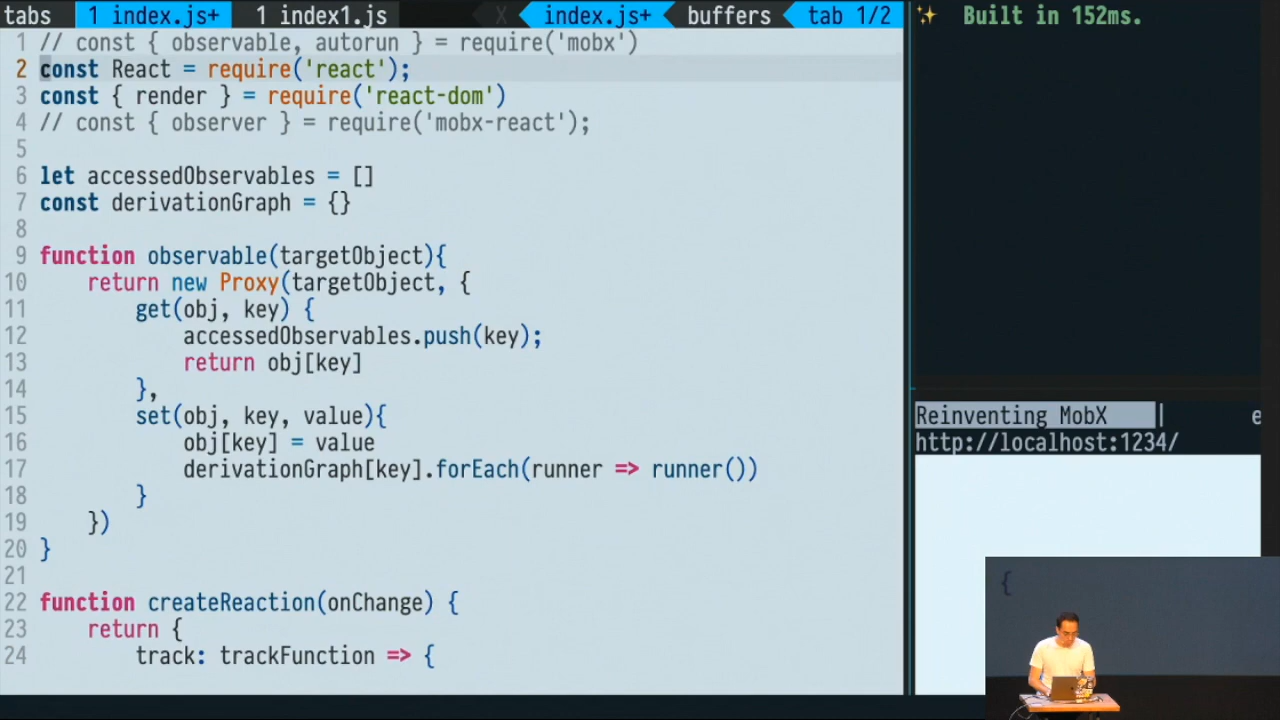 tabs 1 index.js+ 1 index1.js X index.js+ buffers tab 1/2
1 // const { observable, autorun } = require('mobx')
2 const React = require('react');
3 const { render } = require('react-dom')
4 // const { observer } = require('mobx-react');
5
6 let accessedObservables = []
7 const derivationGraph = {}
8
9 function observable(targetObject){
10 return new Proxy(targetObject, {
11 get(obj, key) {
12 accessedObservables.push(key);
13 return obj[key]
14 },
15 set(obj, key, value){
16 obj[key] = value
17 derivationGraph[key].forEach(runner => runner())
18 }
19 })
20 }
21
22 function createReaction(onChange) {
23 return {
24 track: trackFunction => {
✨ Built in 152ms.
Reinventing MobX | e
http://localhost:1234/
{